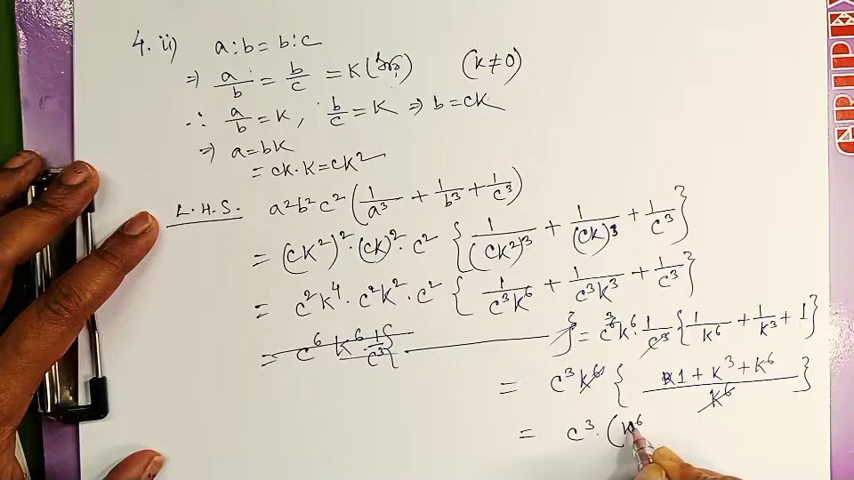 4. ii) a:b = b:c
⇒ a/b = b/c = K (ধরি) (K≠0)
∴ a/b = K, b/c = K ⇒ b = cK
⇒ a = bK
= cK.K = cK²
L.H.S. a²b²c² (1/a³ + 1/b³ + 1/c³)
= (cK²)².(cK)².c² { 1/(cK²)³ + 1/(cK)³ + 1/c³ }
= c²K⁴.c²K².c² { 1/c³K⁶ + 1/c³K³ + 1/c³ }
= c⁶ K⁶ . 1/c³ { } = c⁶K⁶ . 1/c³ { 1/K⁶ + 1/K³ + 1 }
= c³K⁶ { 1 + K³ + K⁶ / K⁶ }
= c³.(K⁶